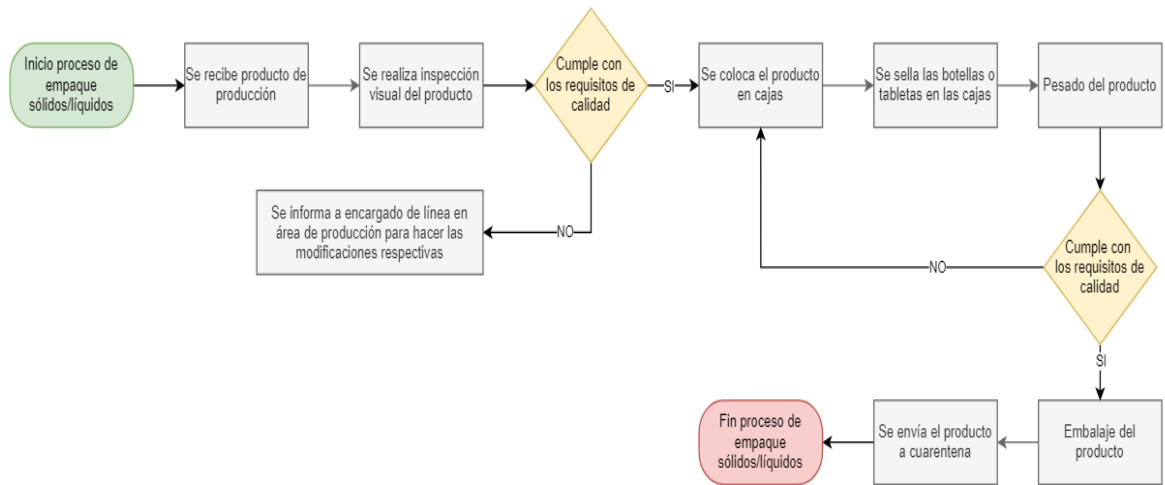 Inicio proceso de
empaque
sólidos/líquidos
Se recibe producto de
producción
Se realiza inspección
visual del producto
Cumple con
los requisitos de
calidad
SI
Se coloca el producto
en cajas
Se sella las botellas o
tabletas en las cajas
Pesado del producto
Se informa a encargado de línea en
área de producción para hacer las
modificaciones respectivas
NO
NO
Cumple con
los requisitos de
calidad
SI
Fin proceso de
empaque
sólidos/líquidos
Se envía el producto
a cuarentena
Embalaje del
producto